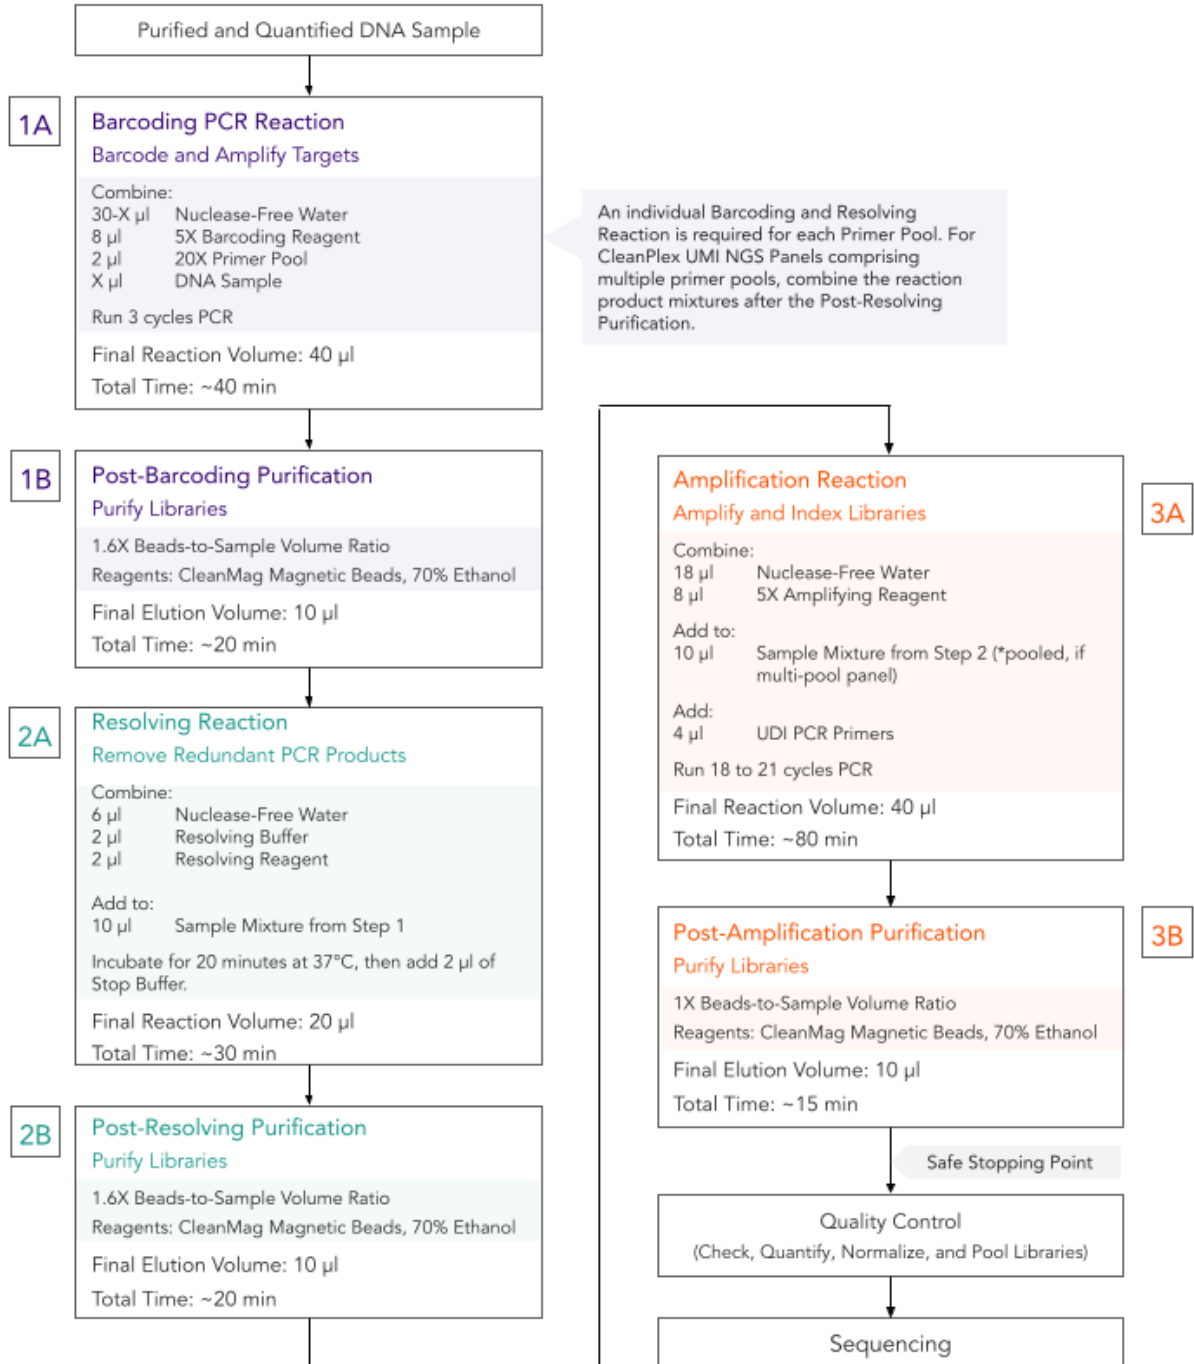 Purified and Quantified DNA Sample
1A
Barcoding PCR Reaction
Barcode and Amplify Targets
Combine:
30-X µl Nuclease-Free Water
8 µl 5X Barcoding Reagent
2 µl 20X Primer Pool
X µl DNA Sample
Run 3 cycles PCR
Final Reaction Volume: 40 µl
Total Time: ~40 min
An individual Barcoding and Resolving
Reaction is required for each Primer Pool. For
CleanPlex UMI NGS Panels comprising
multiple primer pools, combine the reaction
product mixtures after the Post-Resolving
Purification.
1B
Post-Barcoding Purification
Purify Libraries
1.6X Beads-to-Sample Volume Ratio
Reagents: CleanMag Magnetic Beads, 70% Ethanol
Final Elution Volume: 10 µl
Total Time: ~20 min
2A
Resolving Reaction
Remove Redundant PCR Products
Combine:
6 µl Nuclease-Free Water
2 µl Resolving Buffer
2 µl Resolving Reagent
Add to:
10 µl Sample Mixture from Step 1
Incubate for 20 minutes at 37°C, then add 2 µl of
Stop Buffer.
Final Reaction Volume: 20 µl
Total Time: ~30 min
2B
Post-Resolving Purification
Purify Libraries
1.6X Beads-to-Sample Volume Ratio
Reagents: CleanMag Magnetic Beads, 70% Ethanol
Final Elution Volume: 10 µl
Total Time: ~20 min
3A
Amplification Reaction
Amplify and Index Libraries
Combine:
18 µl Nuclease-Free Water
8 µl 5X Amplifying Reagent
Add to:
10 µl Sample Mixture from Step 2 (*pooled, if
multi-pool panel)
Add:
4 µl UDI PCR Primers
Run 18 to 21 cycles PCR
Final Reaction Volume: 40 µl
Total Time: ~80 min
3B
Post-Amplification Purification
Purify Libraries
1X Beads-to-Sample Volume Ratio
Reagents: CleanMag Magnetic Beads, 70% Ethanol
Final Elution Volume: 10 µl
Total Time: ~15 min
Safe Stopping Point
Quality Control
(Check, Quantify, Normalize, and Pool Libraries)
Sequencing